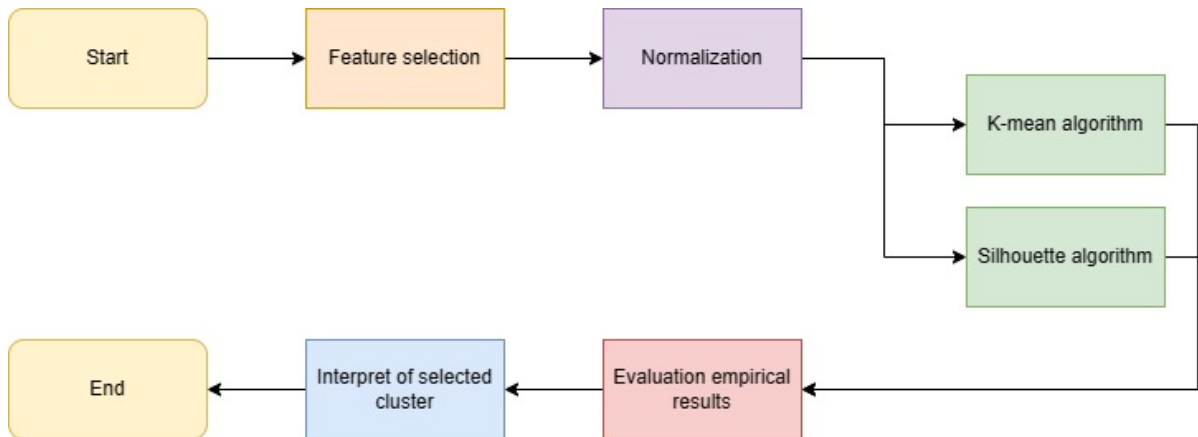 Start
Feature selection
Normalization
K-mean algorithm
Silhouette algorithm
End
Interpret of selected
cluster
Evaluation empirical
results